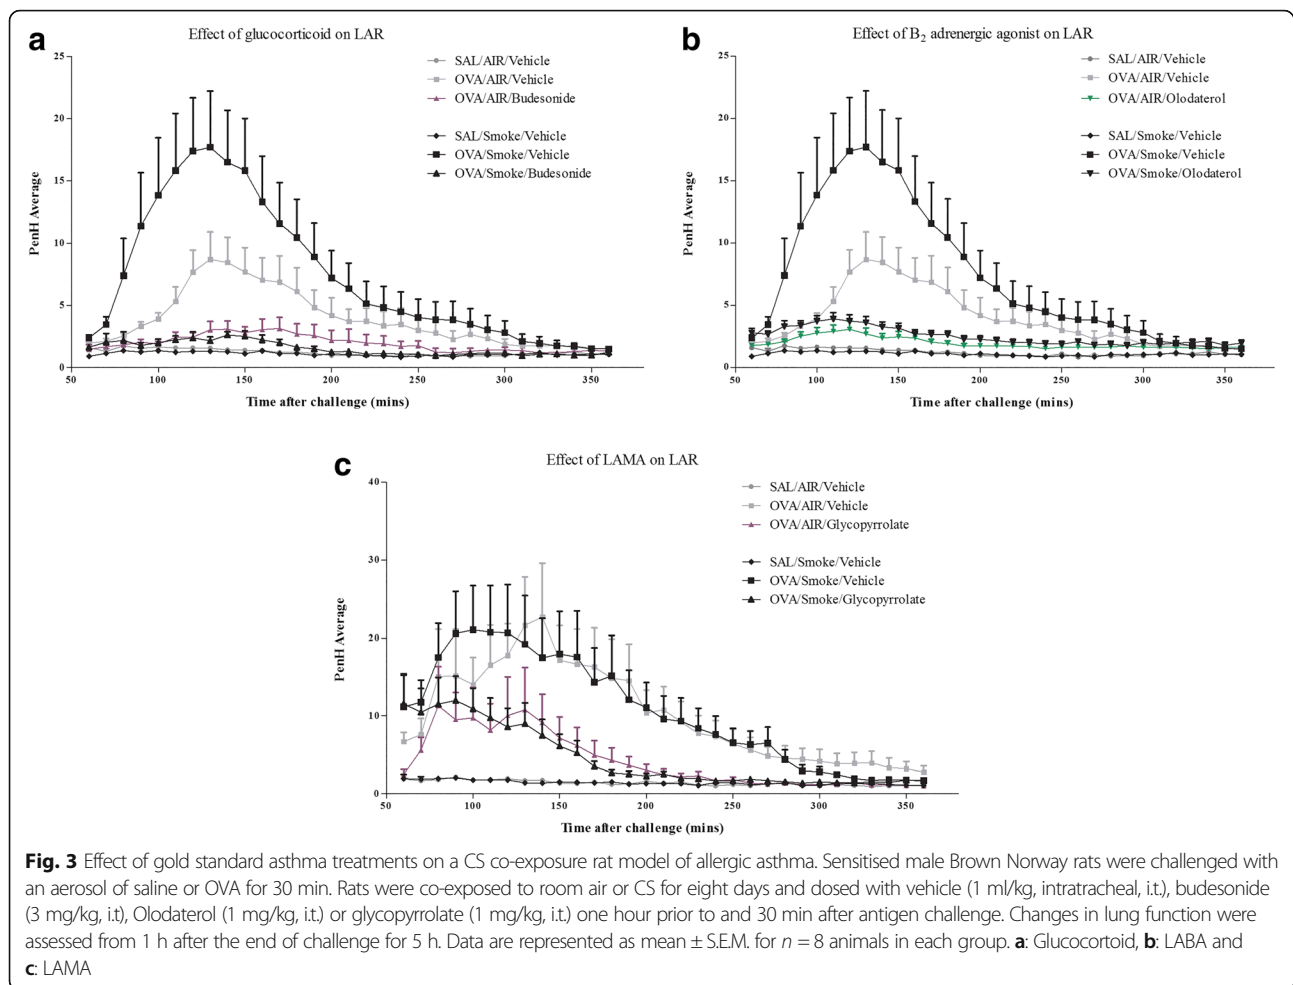 a
Effect of glucocorticoid on LAR
25
20
15
10
5
0
PenH Average
SAL/AIR/Vehicle
OVA/AIR/Vehicle
OVA/AIR/Budesonide
SAL/Smoke/Vehicle
OVA/Smoke/Vehicle
OVA/Smoke/Budesonide
50 100 150 200 250 300 350
Time after challenge (mins)
b
Effect of B₂ adrenergic agonist on LAR
25
20
15
10
5
0
PenH Average
SAL/AIR/Vehicle
OVA/AIR/Vehicle
OVA/AIR/Olodaterol
SAL/Smoke/Vehicle
OVA/Smoke/Vehicle
OVA/Smoke/Olodaterol
50 100 150 200 250 300 350
Time after challenge (mins)
c
Effect of LAMA on LAR
40
30
20
10
0
PenH Average
SAL/AIR/Vehicle
OVA/AIR/Vehicle
OVA/AIR/Glycopyrrolate
SAL/Smoke/Vehicle
OVA/Smoke/Vehicle
OVA/Smoke/Glycopyrrolate
50 100 150 200 250 300 350
Time after challenge (mins)
Fig. 3 Effect of gold standard asthma treatments on a CS co-exposure rat model of allergic asthma. Sensitised male Brown Norway rats were challenged with
an aerosol of saline or OVA for 30 min. Rats were co-exposed to room air or CS for eight days and dosed with vehicle (1 ml/kg, intratracheal, i.t.), budesonide
(3 mg/kg, i.t), Olodaterol (1 mg/kg, i.t.) or glycopyrrolate (1 mg/kg, i.t.) one hour prior to and 30 min after antigen challenge. Changes in lung function were
assessed from 1 h after the end of challenge for 5 h. Data are represented as mean ± S.E.M. for n = 8 animals in each group. a: Glucocortoid, b: LABA and
c: LAMA